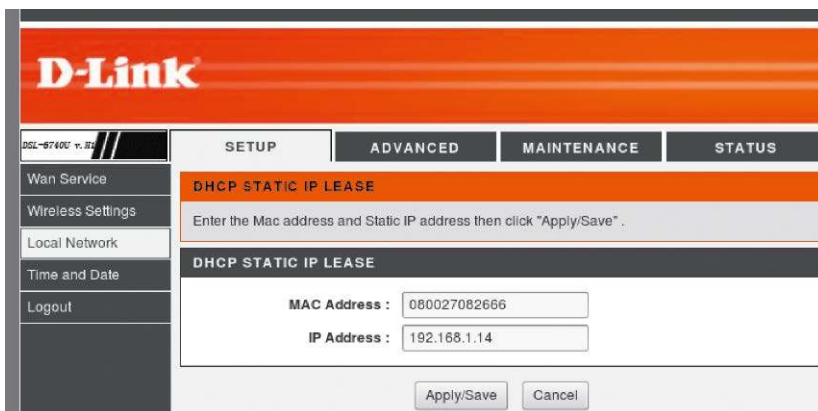 D-Link
DSL-6740U v. H1
SETUP
ADVANCED
MAINTENANCE
STATUS
Wan Service
Wireless Settings
Local Network
Time and Date
Logout
DHCP STATIC IP LEASE
Enter the Mac address and Static IP address then click "Apply/Save" .
DHCP STATIC IP LEASE
MAC Address : 080027082666
IP Address : 192.168.1.14
Apply/Save Cancel